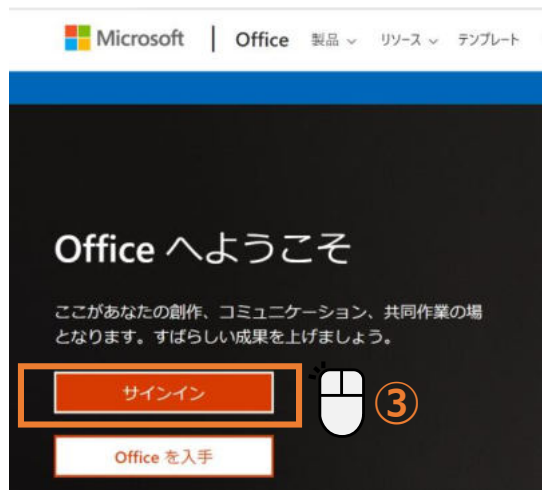 Microsoft | Office 製品 リソース テンプレート
Office へようこそ
ここがあなたの創作、コミュニケーション、共同作業の場
となります。すばらしい成果を上げましょう。
サインイン
③
Office を入手